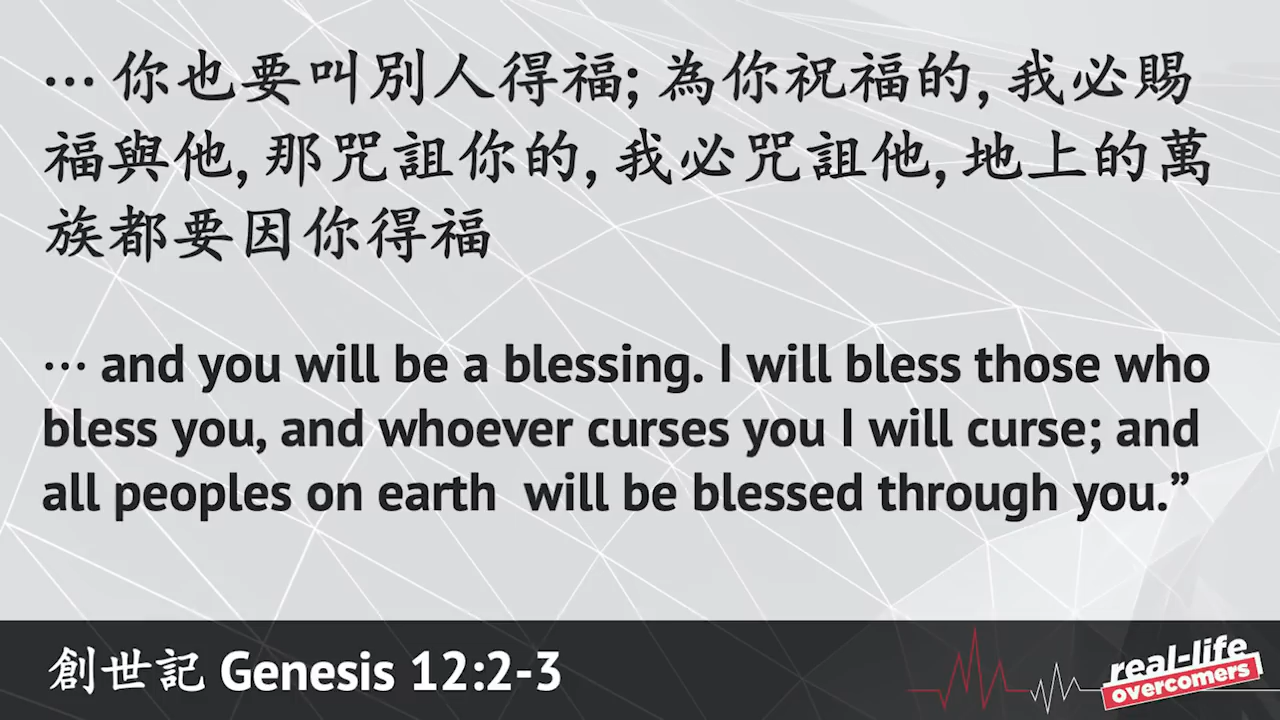 … 你也要叫別人得福; 為你祝福的, 我必賜
福與他, 那咒詛你的, 我必咒詛他, 地上的萬
族都要因你得福
… and you will be a blessing. I will bless those who
bless you, and whoever curses you I will curse; and
all peoples on earth  will be blessed through you.”
創世記 Genesis 12:2-3
real-life
overcomers